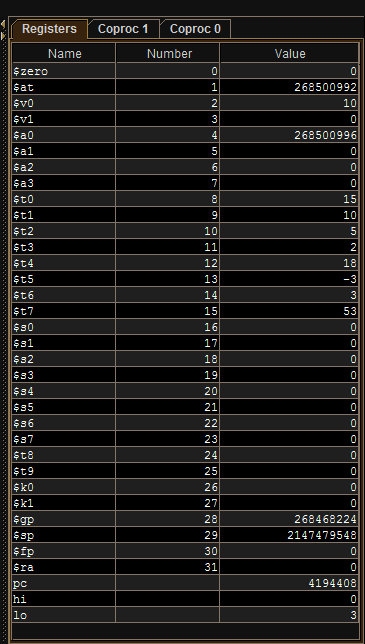 Registers Coproc 1 Coproc 0
Name Number Value
$zero 0 0
$at 1 268500992
$v0 2 10
$v1 3 0
$a0 4 268500996
$a1 5 0
$a2 6 0
$a3 7 0
$t0 8 15
$t1 9 10
$t2 10 5
$t3 11 2
$t4 12 18
$t5 13 -3
$t6 14 3
$t7 15 53
$s0 16 0
$s1 17 0
$s2 18 0
$s3 19 0
$s4 20 0
$s5 21 0
$s6 22 0
$s7 23 0
$t8 24 0
$t9 25 0
$k0 26 0
$k1 27 0
$gp 28 268468224
$sp 29 2147479548
$fp 30 0
$ra 31 0
pc 4194408
hi 0
lo 3